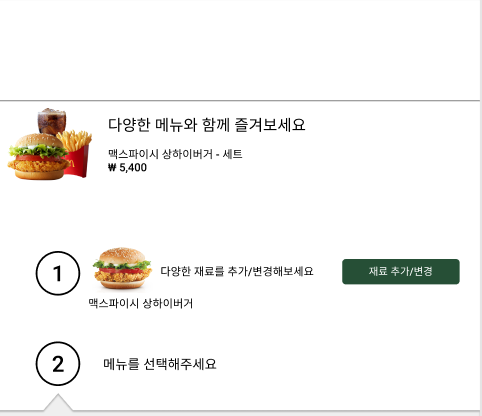 다양한 메뉴와 함께 즐겨보세요
맥스파이시 상하이버거 - 세트
₩ 5,400
1
다양한 재료를 추가/변경해보세요
재료 추가/변경
맥스파이시 상하이버거
2
메뉴를 선택해주세요